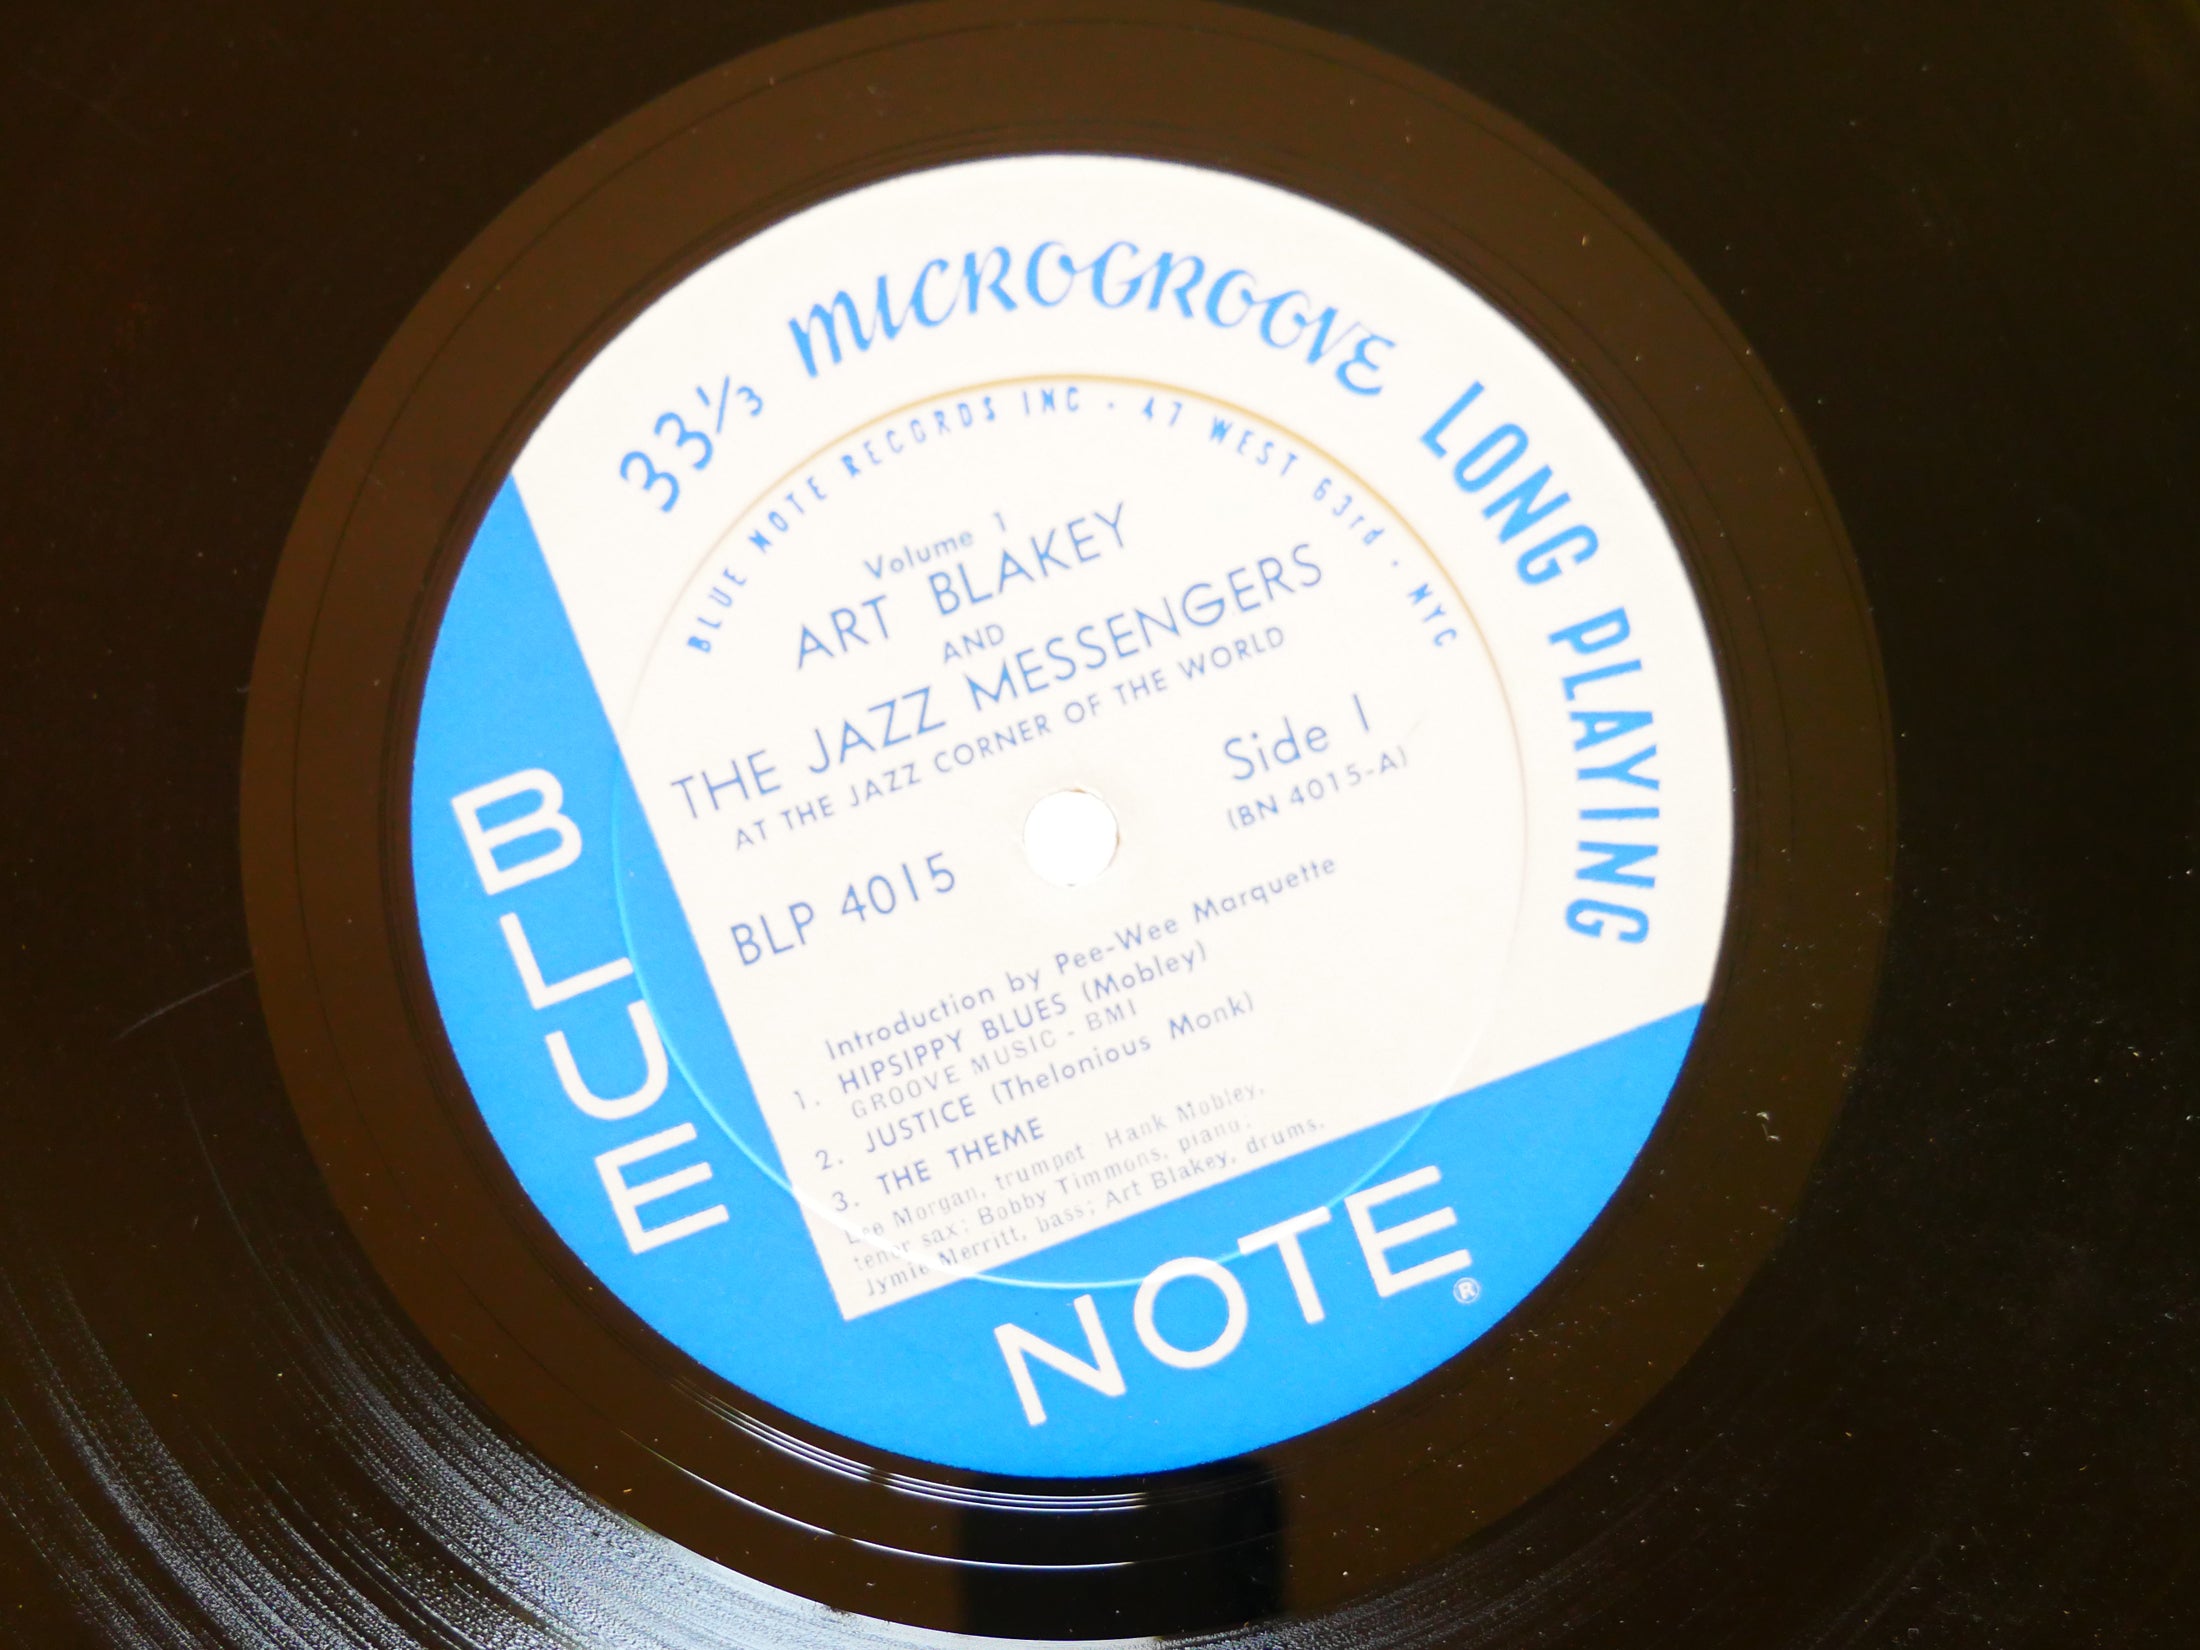 33⅓ MICROGROOVE LONG PLAYING
BLUE NOTE RECORDS INC · 47 WEST 63rd · NYC
Volume 1
ART BLAKEY
AND
THE JAZZ MESSENGERS
AT THE JAZZ CORNER OF THE WORLD
Side 1
BLP 4015
(BN 4015-A)
Introduction by Pee-Wee Marquette
1. HIPSIPPY BLUES (Mobley)
GROOVE MUSIC - BMI
2. JUSTICE (Thelonious Monk)
3. THE THEME
Lee Morgan, trumpet Hank Mobley,
tenor sax; Bobby Timmons, piano.
Jymie Merritt, bass; Art Blakey, drums.
BLUE
NOTE ®